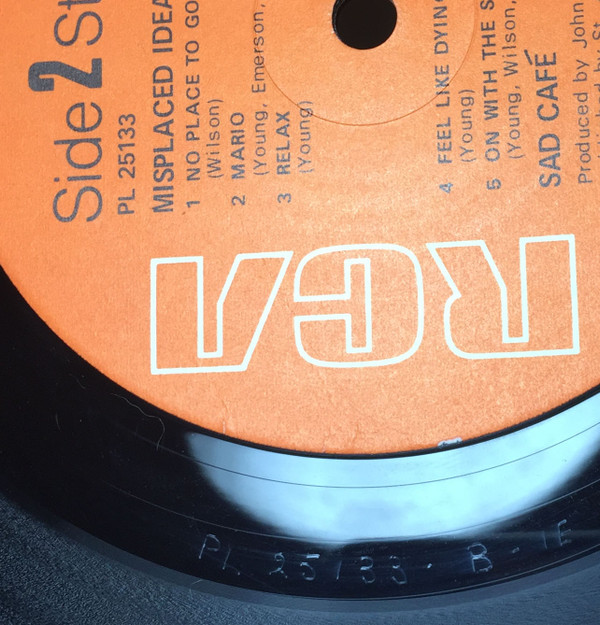 Side 2 St
PL 25133
MISPLACED IDEA
1 NO PLACE TO GO
(Wilson)
2 MARIO
(Young, Emerson,
3 RELAX
(Young)
4 FEEL LIKE DYING
(Young)
5 ON WITH THE S
(Young, Wilson,
SAD CAFÉ
Produced by John
RCA
PL 25133 - B - 1E